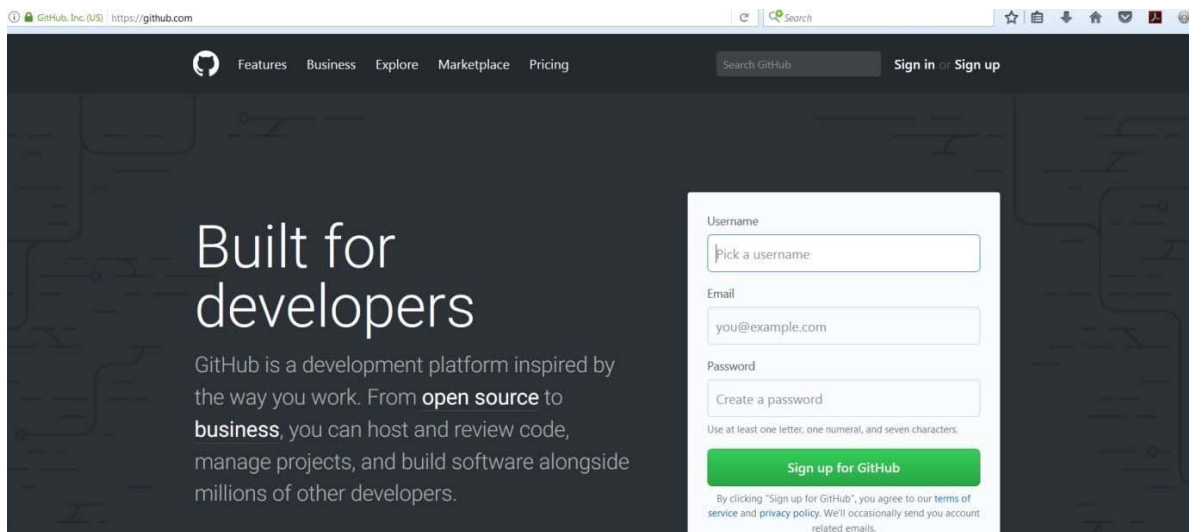 GitHub, Inc. (US) https://github.com
Search
Features Business Explore Marketplace Pricing
Search GitHub
Sign in or Sign up
Built for
developers
GitHub is a development platform inspired by
the way you work. From open source to
business, you can host and review code,
manage projects, and build software alongside
millions of other developers.
Username
Pick a username
Email
you@example.com
Password
Create a password
Use at least one letter, one numeral, and seven characters.
Sign up for GitHub
By clicking "Sign up for GitHub", you agree to our terms of
service and privacy policy. We'll occasionally send you account
related emails.